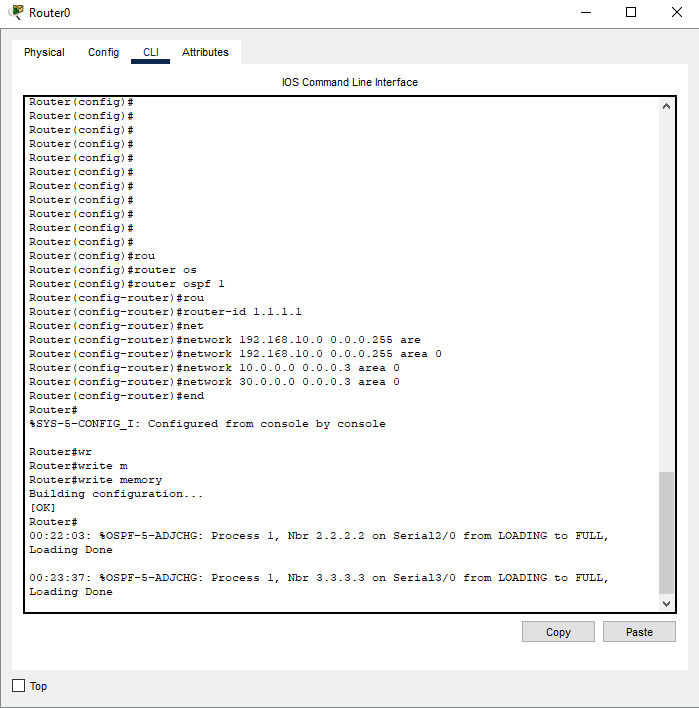 Router0
Physical Config CLI Attributes
IOS Command Line Interface
Router(config)#
Router(config)#
Router(config)#
Router(config)#
Router(config)#
Router(config)#
Router(config)#
Router(config)#
Router(config)#
Router(config)#
Router(config)#
Router(config)#rou
Router(config)#router os
Router(config)#router ospf 1
Router(config-router)#rou
Router(config-router)#router-id 1.1.1.1
Router(config-router)#net
Router(config-router)#network 192.168.10.0 0.0.0.255 are
Router(config-router)#network 192.168.10.0 0.0.0.255 area 0
Router(config-router)#network 10.0.0.0 0.0.0.3 area 0
Router(config-router)#network 30.0.0.0 0.0.0.3 area 0
Router(config-router)#end
Router#
%SYS-5-CONFIG_I: Configured from console by console
Router#wr
Router#write m
Router#write memory
Building configuration...
[OK]
Router#
00:22:03: %OSPF-5-ADJCHG: Process 1, Nbr 2.2.2.2 on Serial2/0 from LOADING to FULL,
Loading Done
00:23:37: %OSPF-5-ADJCHG: Process 1, Nbr 3.3.3.3 on Serial3/0 from LOADING to FULL,
Loading Done
Copy Paste
Top